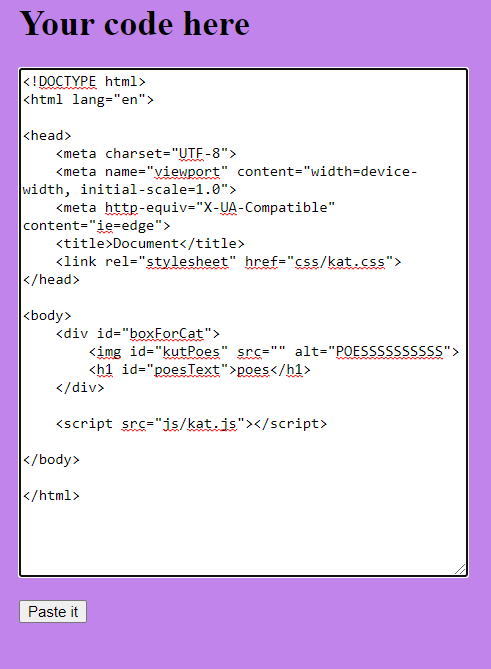 Your code here
<!DOCTYPE html>
<html lang="en">
<head>
<meta charset="UTF-8">
<meta name="viewport" content="width=device-
width, initial-scale=1.0">
<meta http-equiv="X-UA-Compatible"
content="ie=edge">
<title>Document</title>
<link rel="stylesheet" href="css/kat.css">
</head>
<body>
<div id="boxForCat">
<img id="kutPoes" src="" alt="POESSSSSSSSSS">
<h1 id="poesText">poes</h1>
</div>
<script src="js/kat.js"></script>
</body>
</html>
Paste it